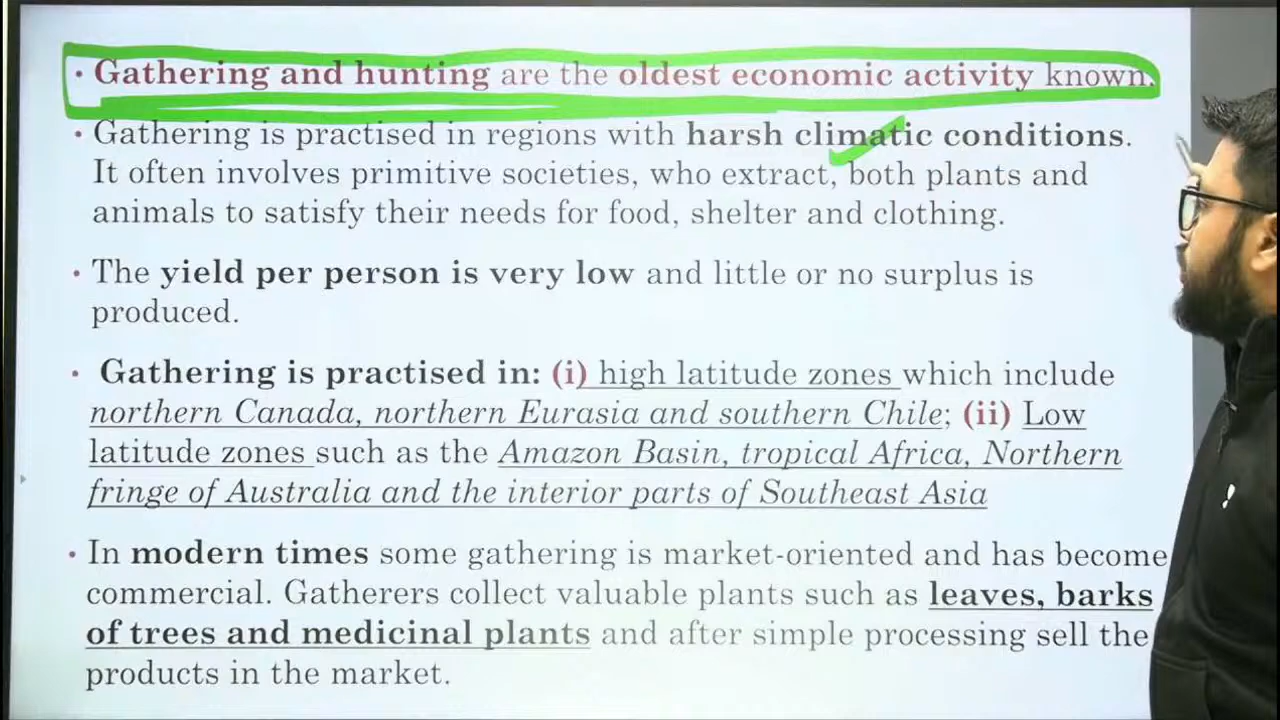 • Gathering and hunting are the oldest economic activity known.
• Gathering is practised in regions with harsh climatic conditions.
It often involves primitive societies, who extract, both plants and
animals to satisfy their needs for food, shelter and clothing.
• The yield per person is very low and little or no surplus is
produced.
• Gathering is practised in: (i) high latitude zones which include
northern Canada, northern Eurasia and southern Chile; (ii) Low
latitude zones such as the Amazon Basin, tropical Africa, Northern
fringe of Australia and the interior parts of Southeast Asia
• In modern times some gathering is market-oriented and has become
commercial. Gatherers collect valuable plants such as leaves, barks
of trees and medicinal plants and after simple processing sell the
products in the market.